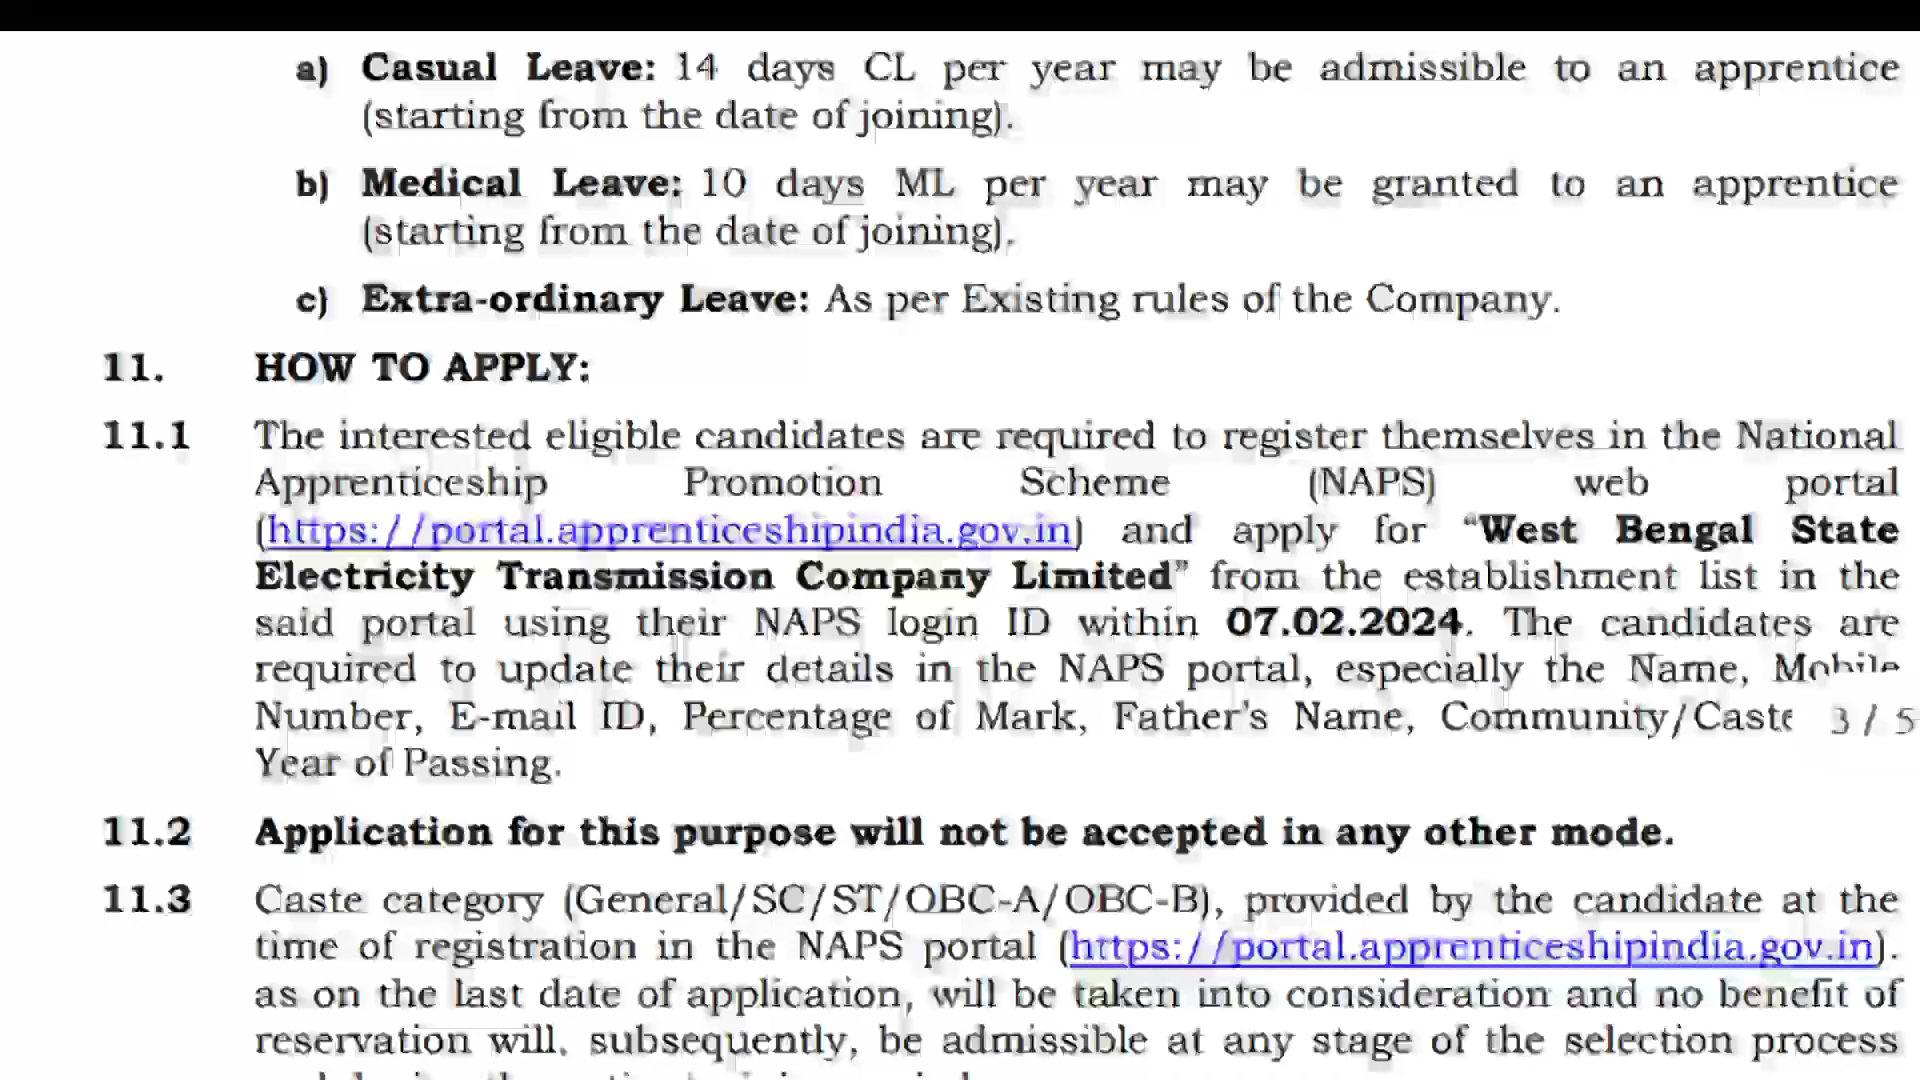 a) Casual Leave: 14 days CL per year may be admissible to an apprentice
(starting from the date of joining).
b) Medical Leave: 10 days ML per year may be granted to an apprentice
(starting from the date of joining).
c) Extra-ordinary Leave: As per Existing rules of the Company.
11. HOW TO APPLY:
11.1 The interested eligible candidates are required to register themselves in the National
Apprenticeship Promotion Scheme (NAPS) web portal
(https://portal.apprenticeshipindia.gov.in) and apply for “West Bengal State
Electricity Transmission Company Limited” from the establishment list in the
said portal using their NAPS login ID within 07.02.2024. The candidates are
required to update their details in the NAPS portal, especially the Name, Mobile
Number, E-mail ID, Percentage of Mark, Father's Name, Community/Caste 3 / 5
Year of Passing.
11.2 Application for this purpose will not be accepted in any other mode.
11.3 Caste category (General/SC/ST/OBC-A/OBC-B), provided by the candidate at the
time of registration in the NAPS portal (https://portal.apprenticeshipindia.gov.in).
as on the last date of application, will be taken into consideration and no benefit of
reservation will, subsequently, be admissible at any stage of the selection process